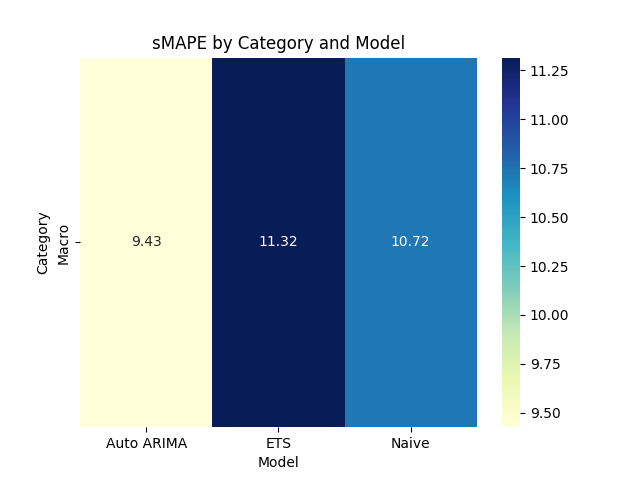 sMAPE by Category and Model
Category
Macro
9.43
11.32
10.72
Auto ARIMA
ETS
Naive
Model
11.25
11.00
10.75
10.50
10.25
10.00
9.75
9.50